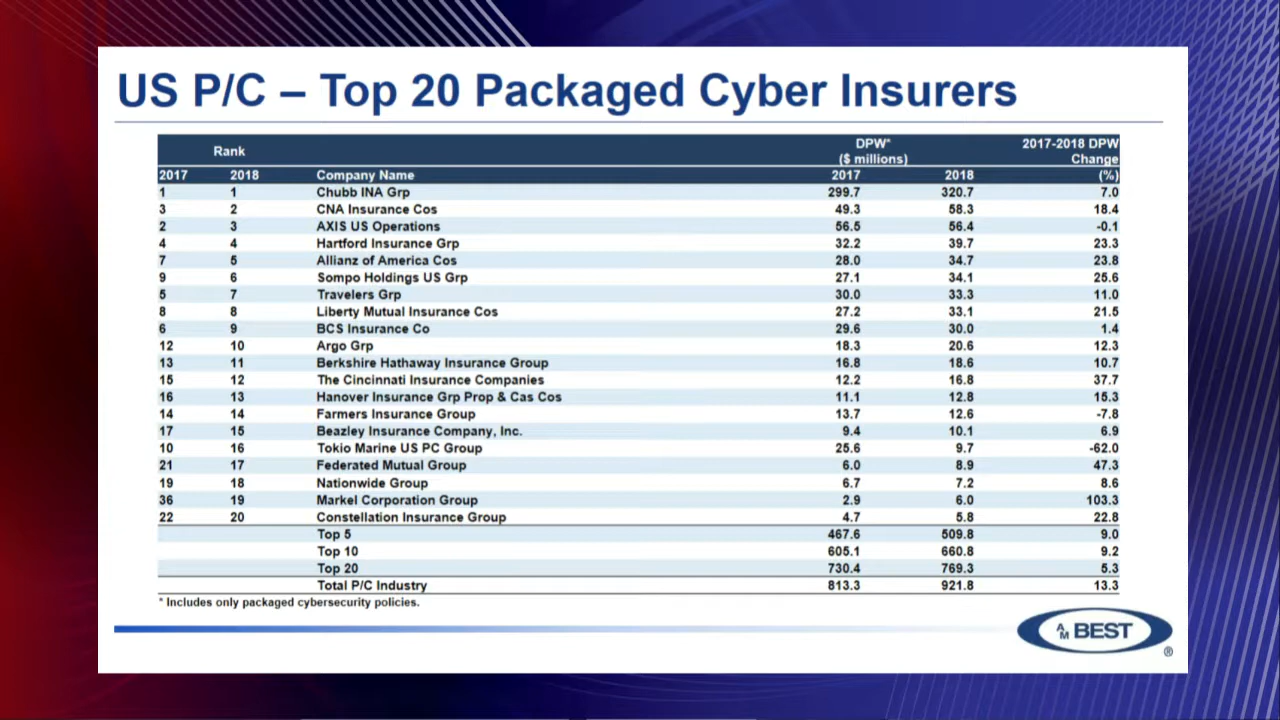 US P/C – Top 20 Packaged Cyber Insurers
Rank DPW* ($ millions) 2017-2018 DPW Change
2017 2018 Company Name 2017 2018 (%)
1 1 Chubb INA Grp 299.7 320.7 7.0
3 2 CNA Insurance Cos 49.3 58.3 18.4
2 3 AXIS US Operations 56.5 56.4 -0.1
4 4 Hartford Insurance Grp 32.2 39.7 23.3
7 5 Allianz of America Cos 28.0 34.7 23.8
9 6 Sompo Holdings US Grp 27.1 34.1 25.6
5 7 Travelers Grp 30.0 33.3 11.0
8 8 Liberty Mutual Insurance Cos 27.2 33.1 21.5
6 9 BCS Insurance Co 29.6 30.0 1.4
12 10 Argo Grp 18.3 20.6 12.3
13 11 Berkshire Hathaway Insurance Group 16.8 18.6 10.7
15 12 The Cincinnati Insurance Companies 12.2 16.8 37.7
16 13 Hanover Insurance Grp Prop & Cas Cos 11.1 12.8 15.3
14 14 Farmers Insurance Group 13.7 12.6 -7.8
17 15 Beazley Insurance Company, Inc. 9.4 10.1 6.9
10 16 Tokio Marine US PC Group 25.6 9.7 -62.0
21 17 Federated Mutual Group 6.0 8.9 47.3
19 18 Nationwide Group 6.7 7.2 8.6
36 19 Markel Corporation Group 2.9 6.0 103.3
22 20 Constellation Insurance Group 4.7 5.8 22.8
Top 5 467.6 509.8 9.0
Top 10 605.1 660.8 9.2
Top 20 730.4 769.3 5.3
Total P/C Industry 813.3 921.8 13.3
* Includes only packaged cybersecurity policies.
AM BEST ®